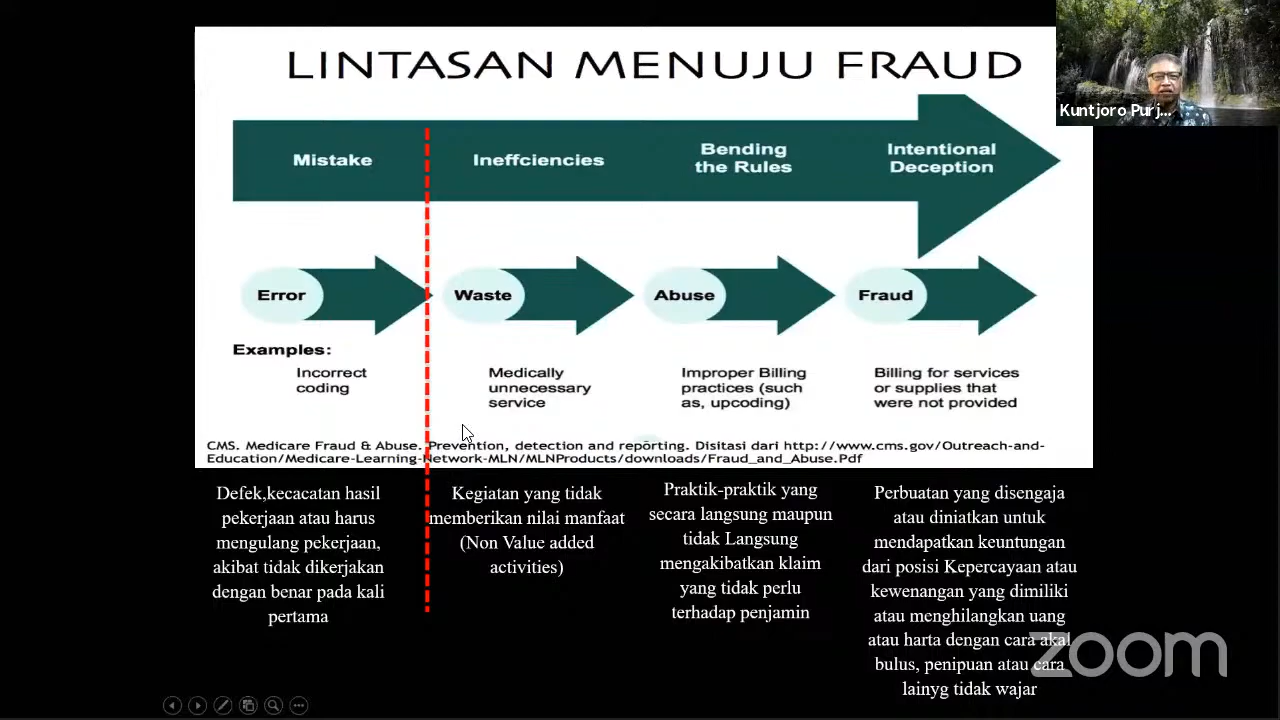 LINTASAN MENUJU FRAUD
Kuntjoro Purj...
Mistake
Ineffciencies
Bending
the Rules
Intentional
Deception
Error
Waste
Abuse
Fraud
Examples:
Incorrect
coding
Medically
unnecessary
service
Improper Billing
practices (such
as, upcoding)
Billing for services
or supplies that
were not provided
CMS. Medicare Fraud & Abuse. Prevention, detection and reporting. Disitasi dari http://www.cms.gov/Outreach-and-
Education/Medicare-Learning-Network-MLN/MLNProducts/downloads/Fraud_and_Abuse.Pdf
Defek,kecacatan hasil
pekerjaan atau harus
mengulang pekerjaan,
akibat tidak dikerjakan
dengan benar pada kali
pertama
Kegiatan yang tidak
memberikan nilai manfaat
(Non Value added
activities)
Praktik-praktik yang
secara langsung maupun
tidak Langsung
mengakibatkan klaim
yang tidak perlu
terhadap penjamin
Perbuatan yang disengaja
atau diniatkan untuk
mendapatkan keuntungan
dari posisi Kepercayaan atau
kewenangan yang dimiliki
atau menghilangkan uang
atau harta dengan cara akal
bulus, penipuan atau cara
lainyg tidak wajar
zoom